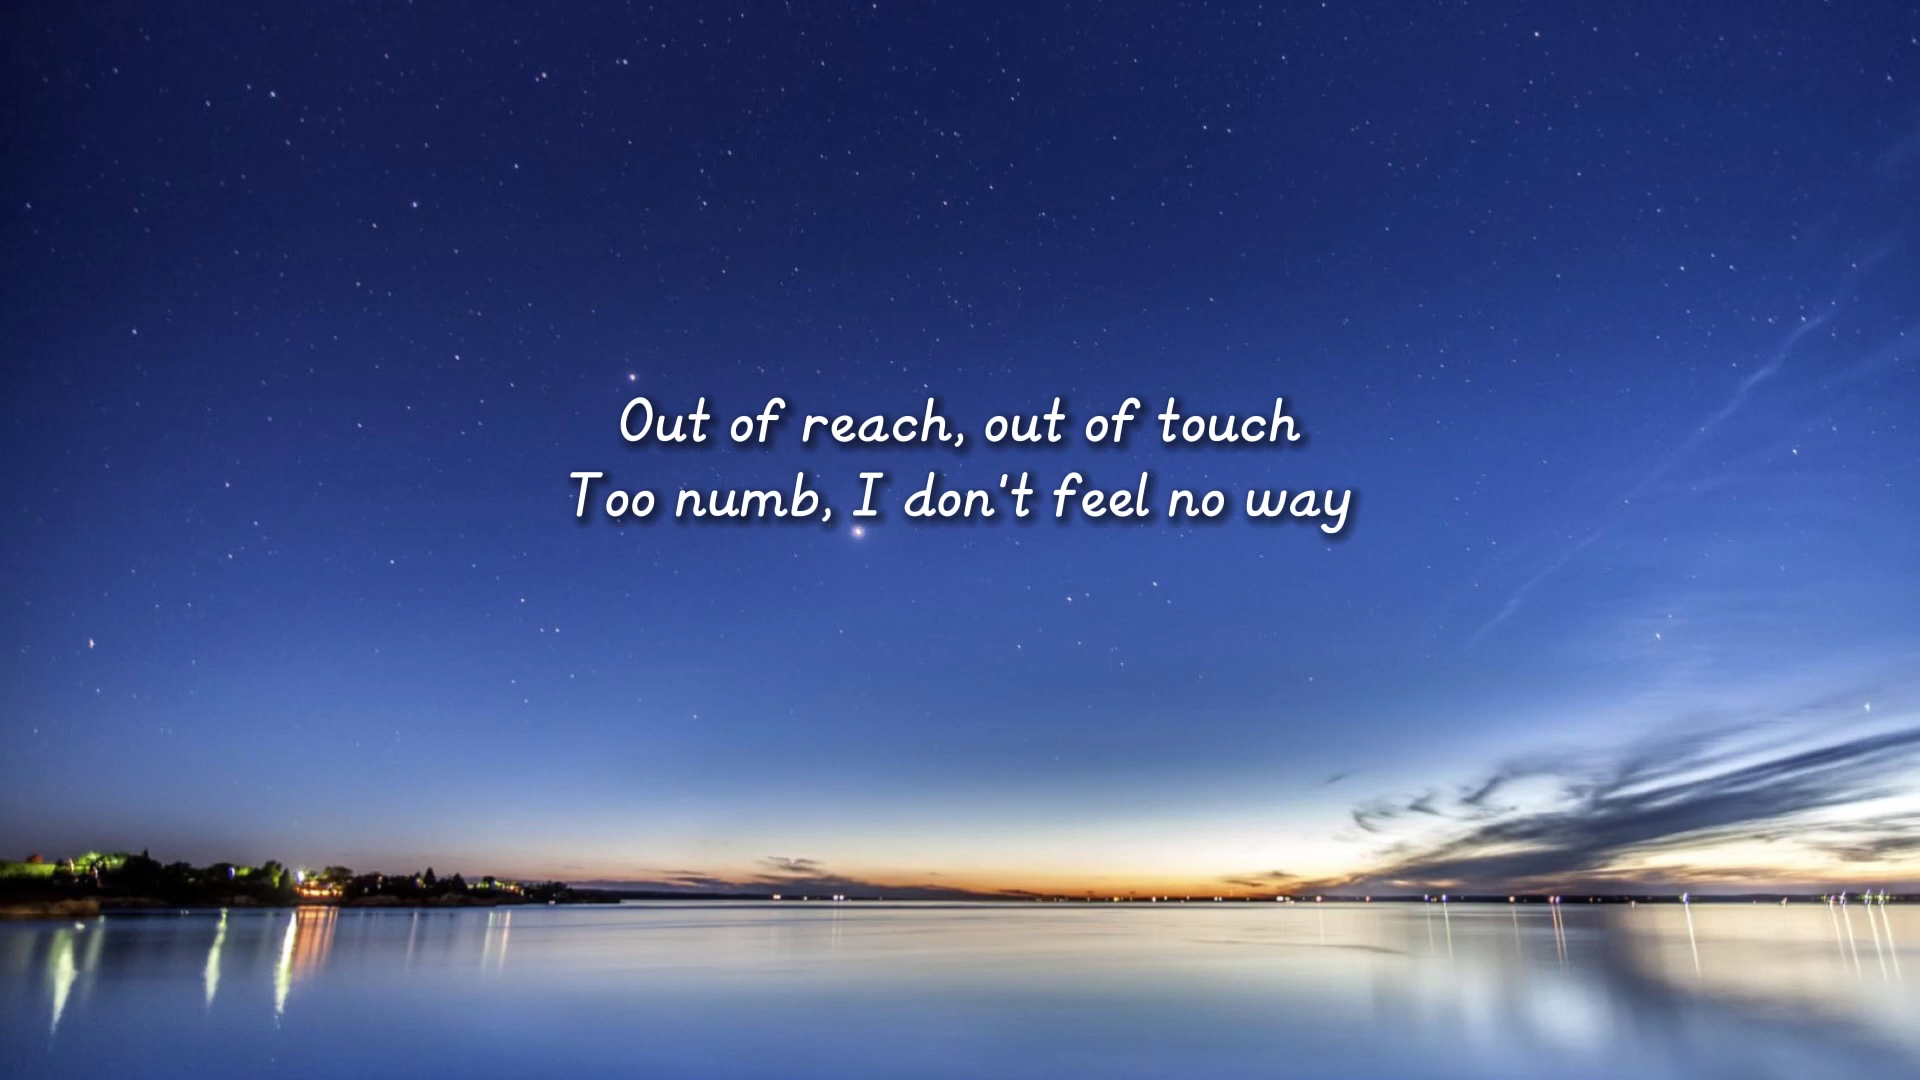 Out of reach, out of touch
Too numb, I don't feel no way